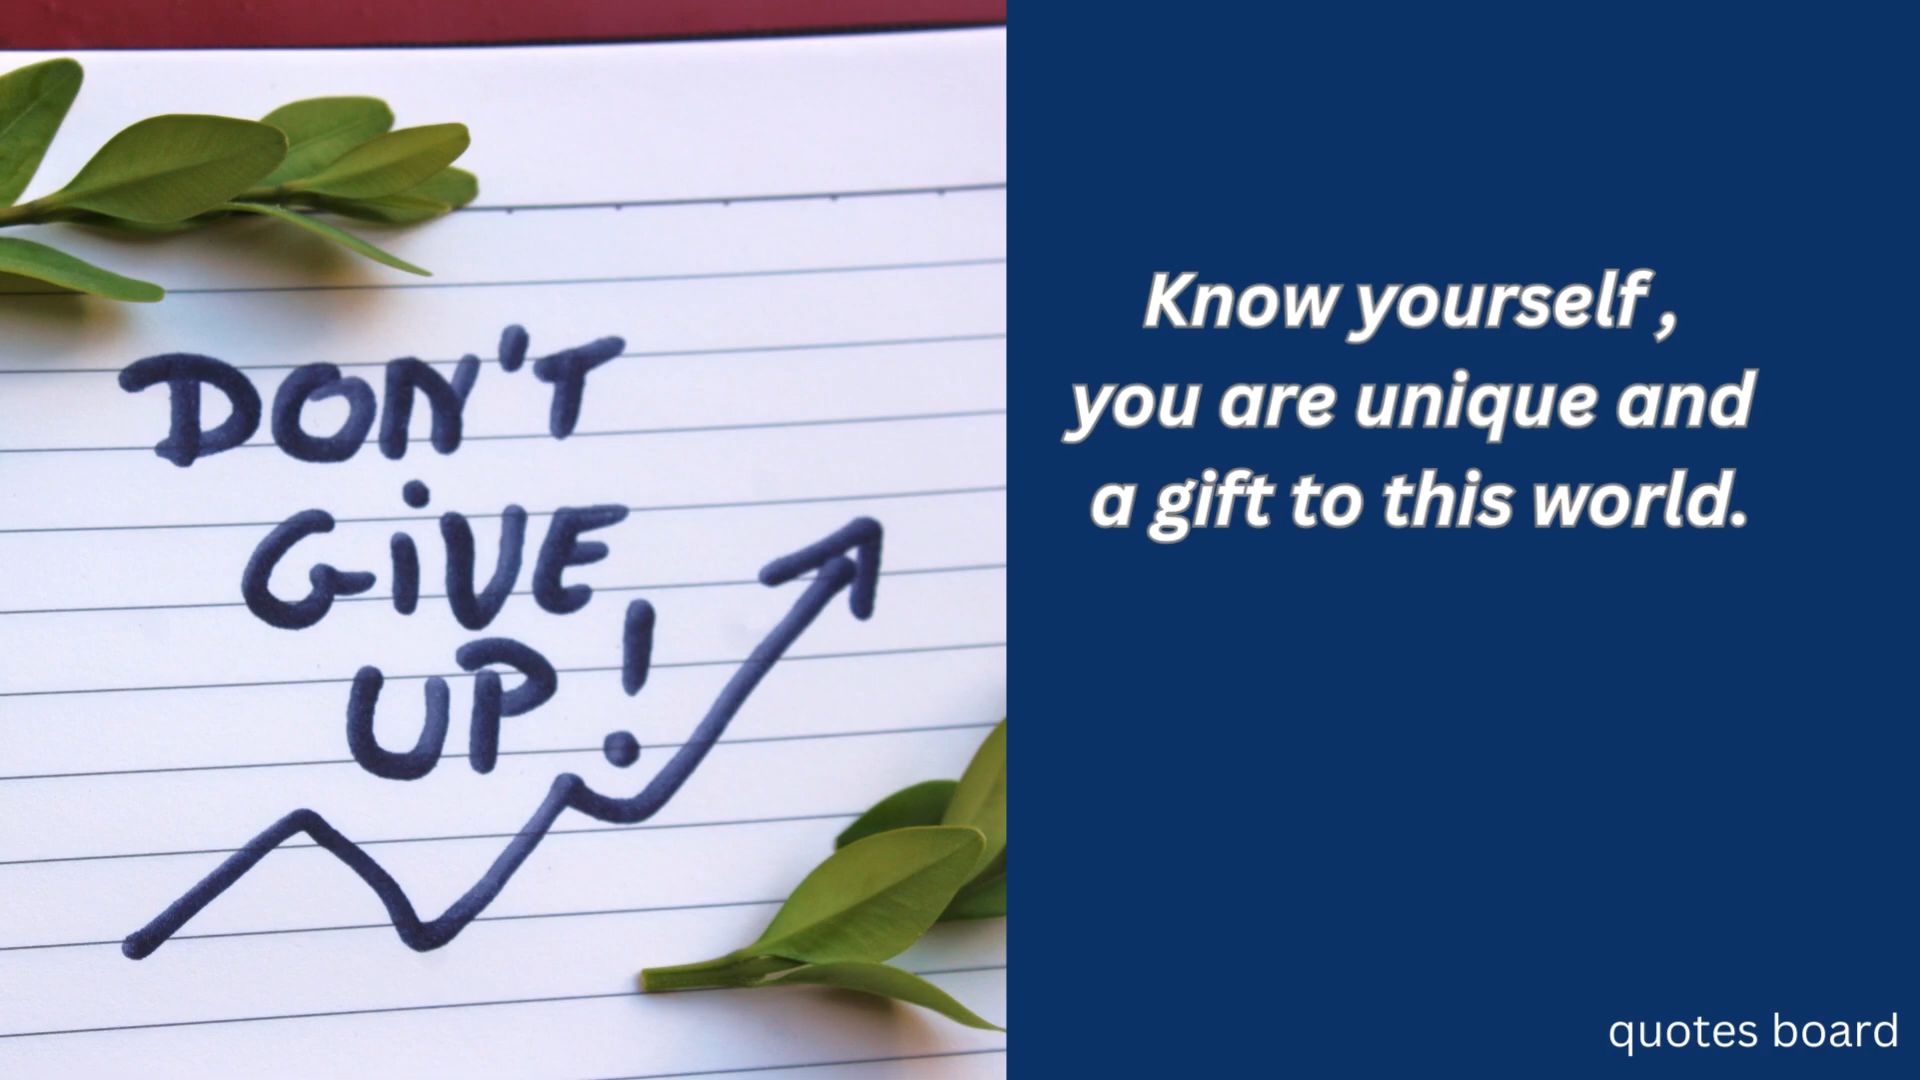 DON'T
GiVE
UP!
Know yourself ,
you are unique and
a gift to this world.
quotes board